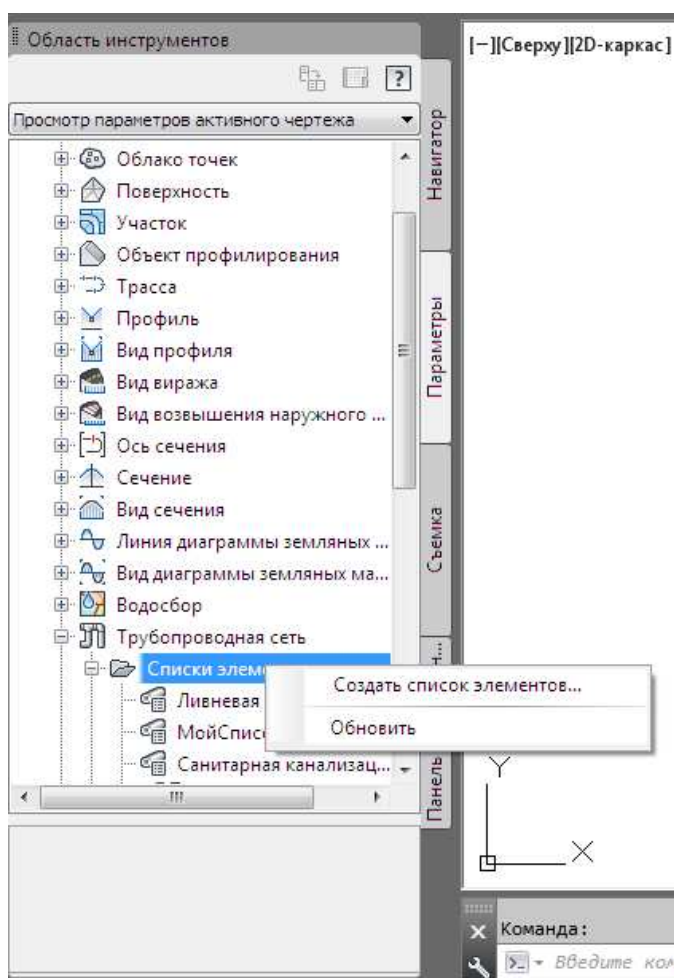 Область инструментов
[−][Сверху][2D-каркас]
?
Просмотр параметров активного чертежа
Навигатор
Облако точек
Поверхность
Участок
Объект профилирования
Трасса
Профиль
Параметры
Вид профиля
Вид виража
Вид возвышения наружного ...
Ось сечения
Сечение
Вид сечения
Съемка
Линия диаграммы земляных ...
Вид диаграммы земляных ма...
Водосбор
Трубопроводная сеть
Списки элем
Создать список элементов...
Ливневая
Обновить
МойСпис
Санитарная канализац...
Панель
Y
X
Команда:
Введите ком